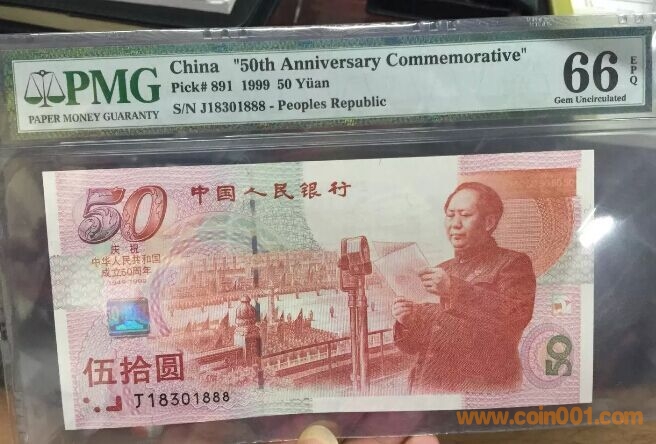 PMG
PAPER MONEY GUARANTY
China "50th Anniversary Commemorative"
Pick# 891 1999 50 Yüan
S/N J18301888 - Peoples Republic
66
EPQ
Gem Uncirculated
50
中国人民银行
庆祝
中华人民共和国
成立50周年
1949-1999
伍拾圆
J18301888
50
www.coin001.com